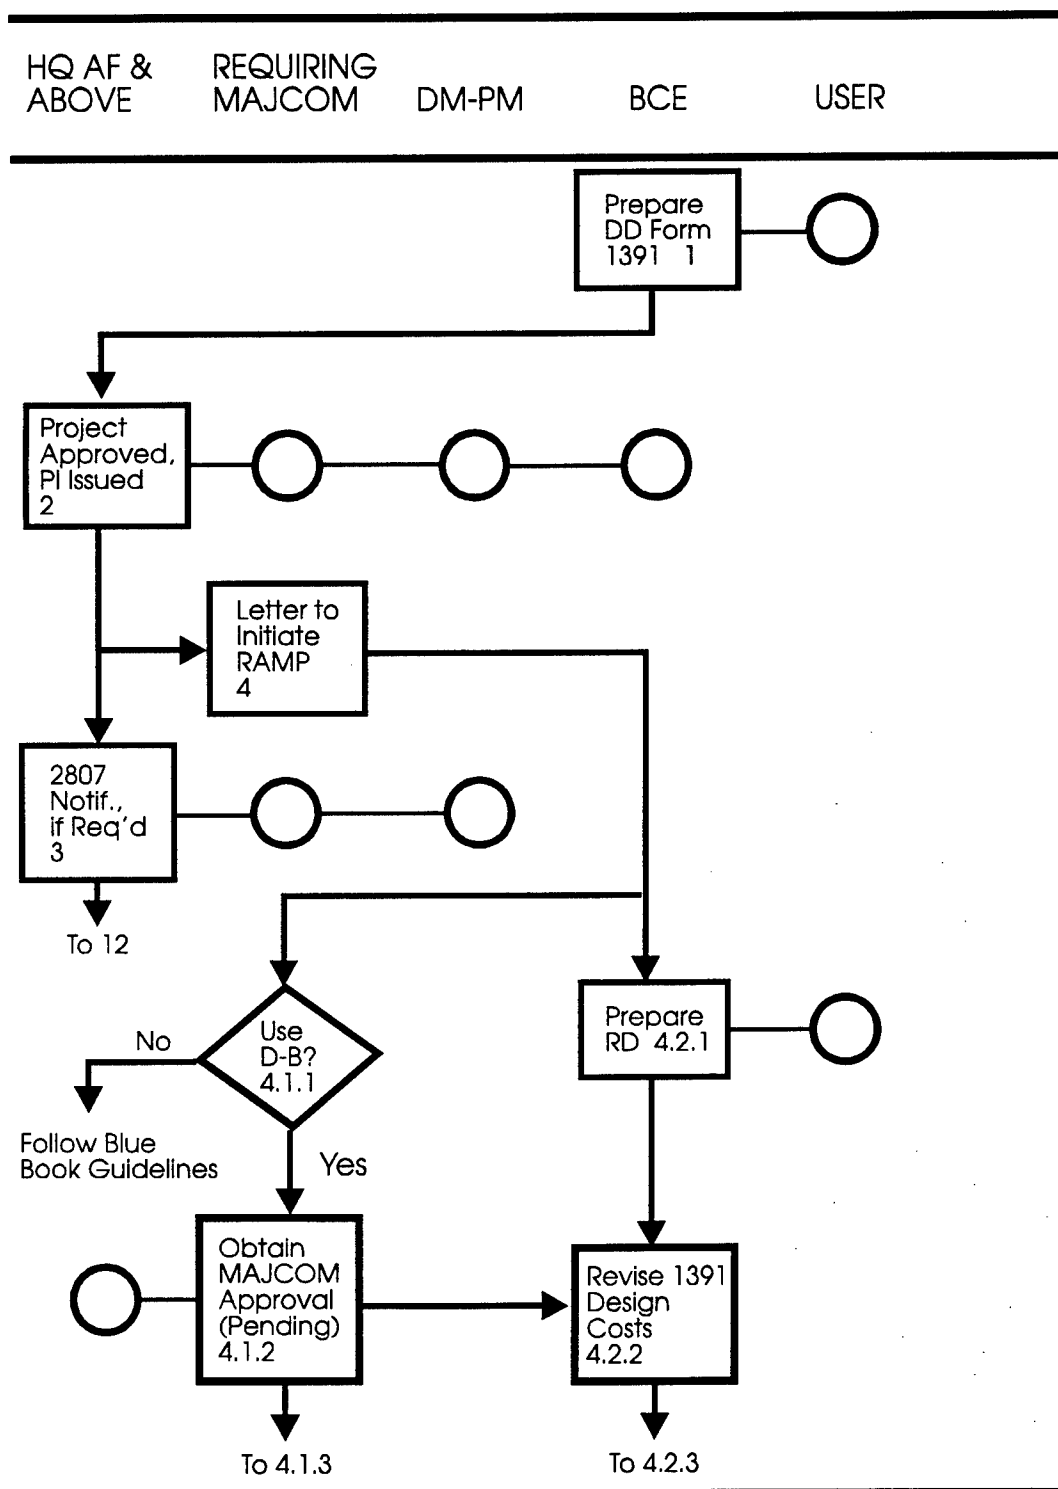 HQ AF &
ABOVE
REQUIRING
MAJCOM
DM-PM
BCE
USER
Prepare
DD Form
1391 1
Project
Approved,
PI Issued
2
Letter to
Initiate
RAMP
4
2807
Notif.,
if Req'd
3
To 12
Use
D-B?
4.1.1
No
Follow Blue
Book Guidelines
Yes
Prepare
RD 4.2.1
Obtain
MAJCOM
Approval
(Pending)
4.1.2
Revise 1391
Design
Costs
4.2.2
To 4.1.3
To 4.2.3